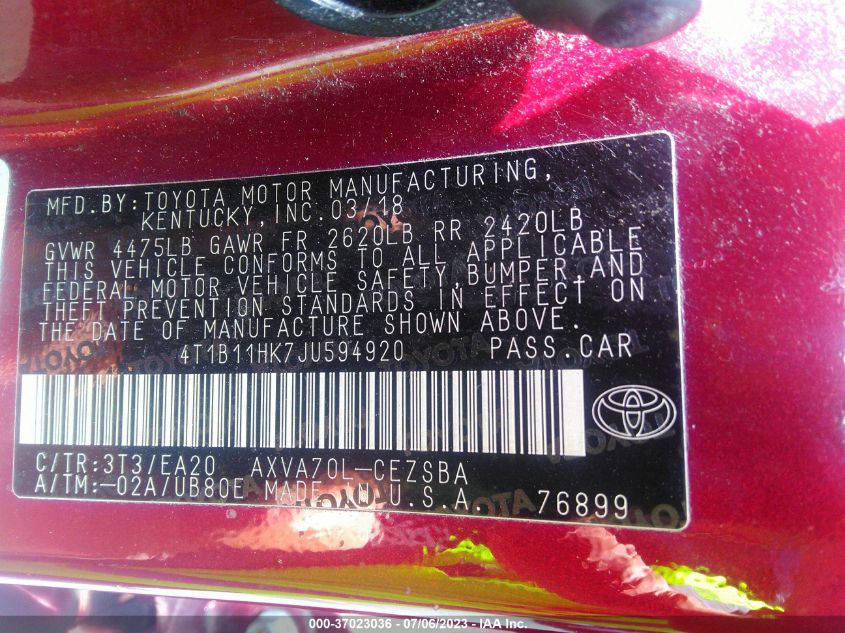 MFD.BY:TOYOTA MOTOR MANUFACTURING,
KENTUCKY,INC.03/18
GVWR 4475LB GAWR FR 2620LB RR 2420LB
THIS VEHICLE CONFORMS TO ALL APPLICABLE
FEDERAL MOTOR VEHICLE SAFETY,BUMPER,AND
THEFT PREVENTION STANDARDS IN EFFECT ON
THE DATE OF MANUFACTURE SHOWN ABOVE.
4T1B11HK7JU594920 PASS.CAR
C/TR:3T3/EA20 AXVA70L-CEZSBA
A/TM:-02A/UB80E MADE IN U.S.A 76899
000-37023036 - 07/06/2023 - IAA Inc.